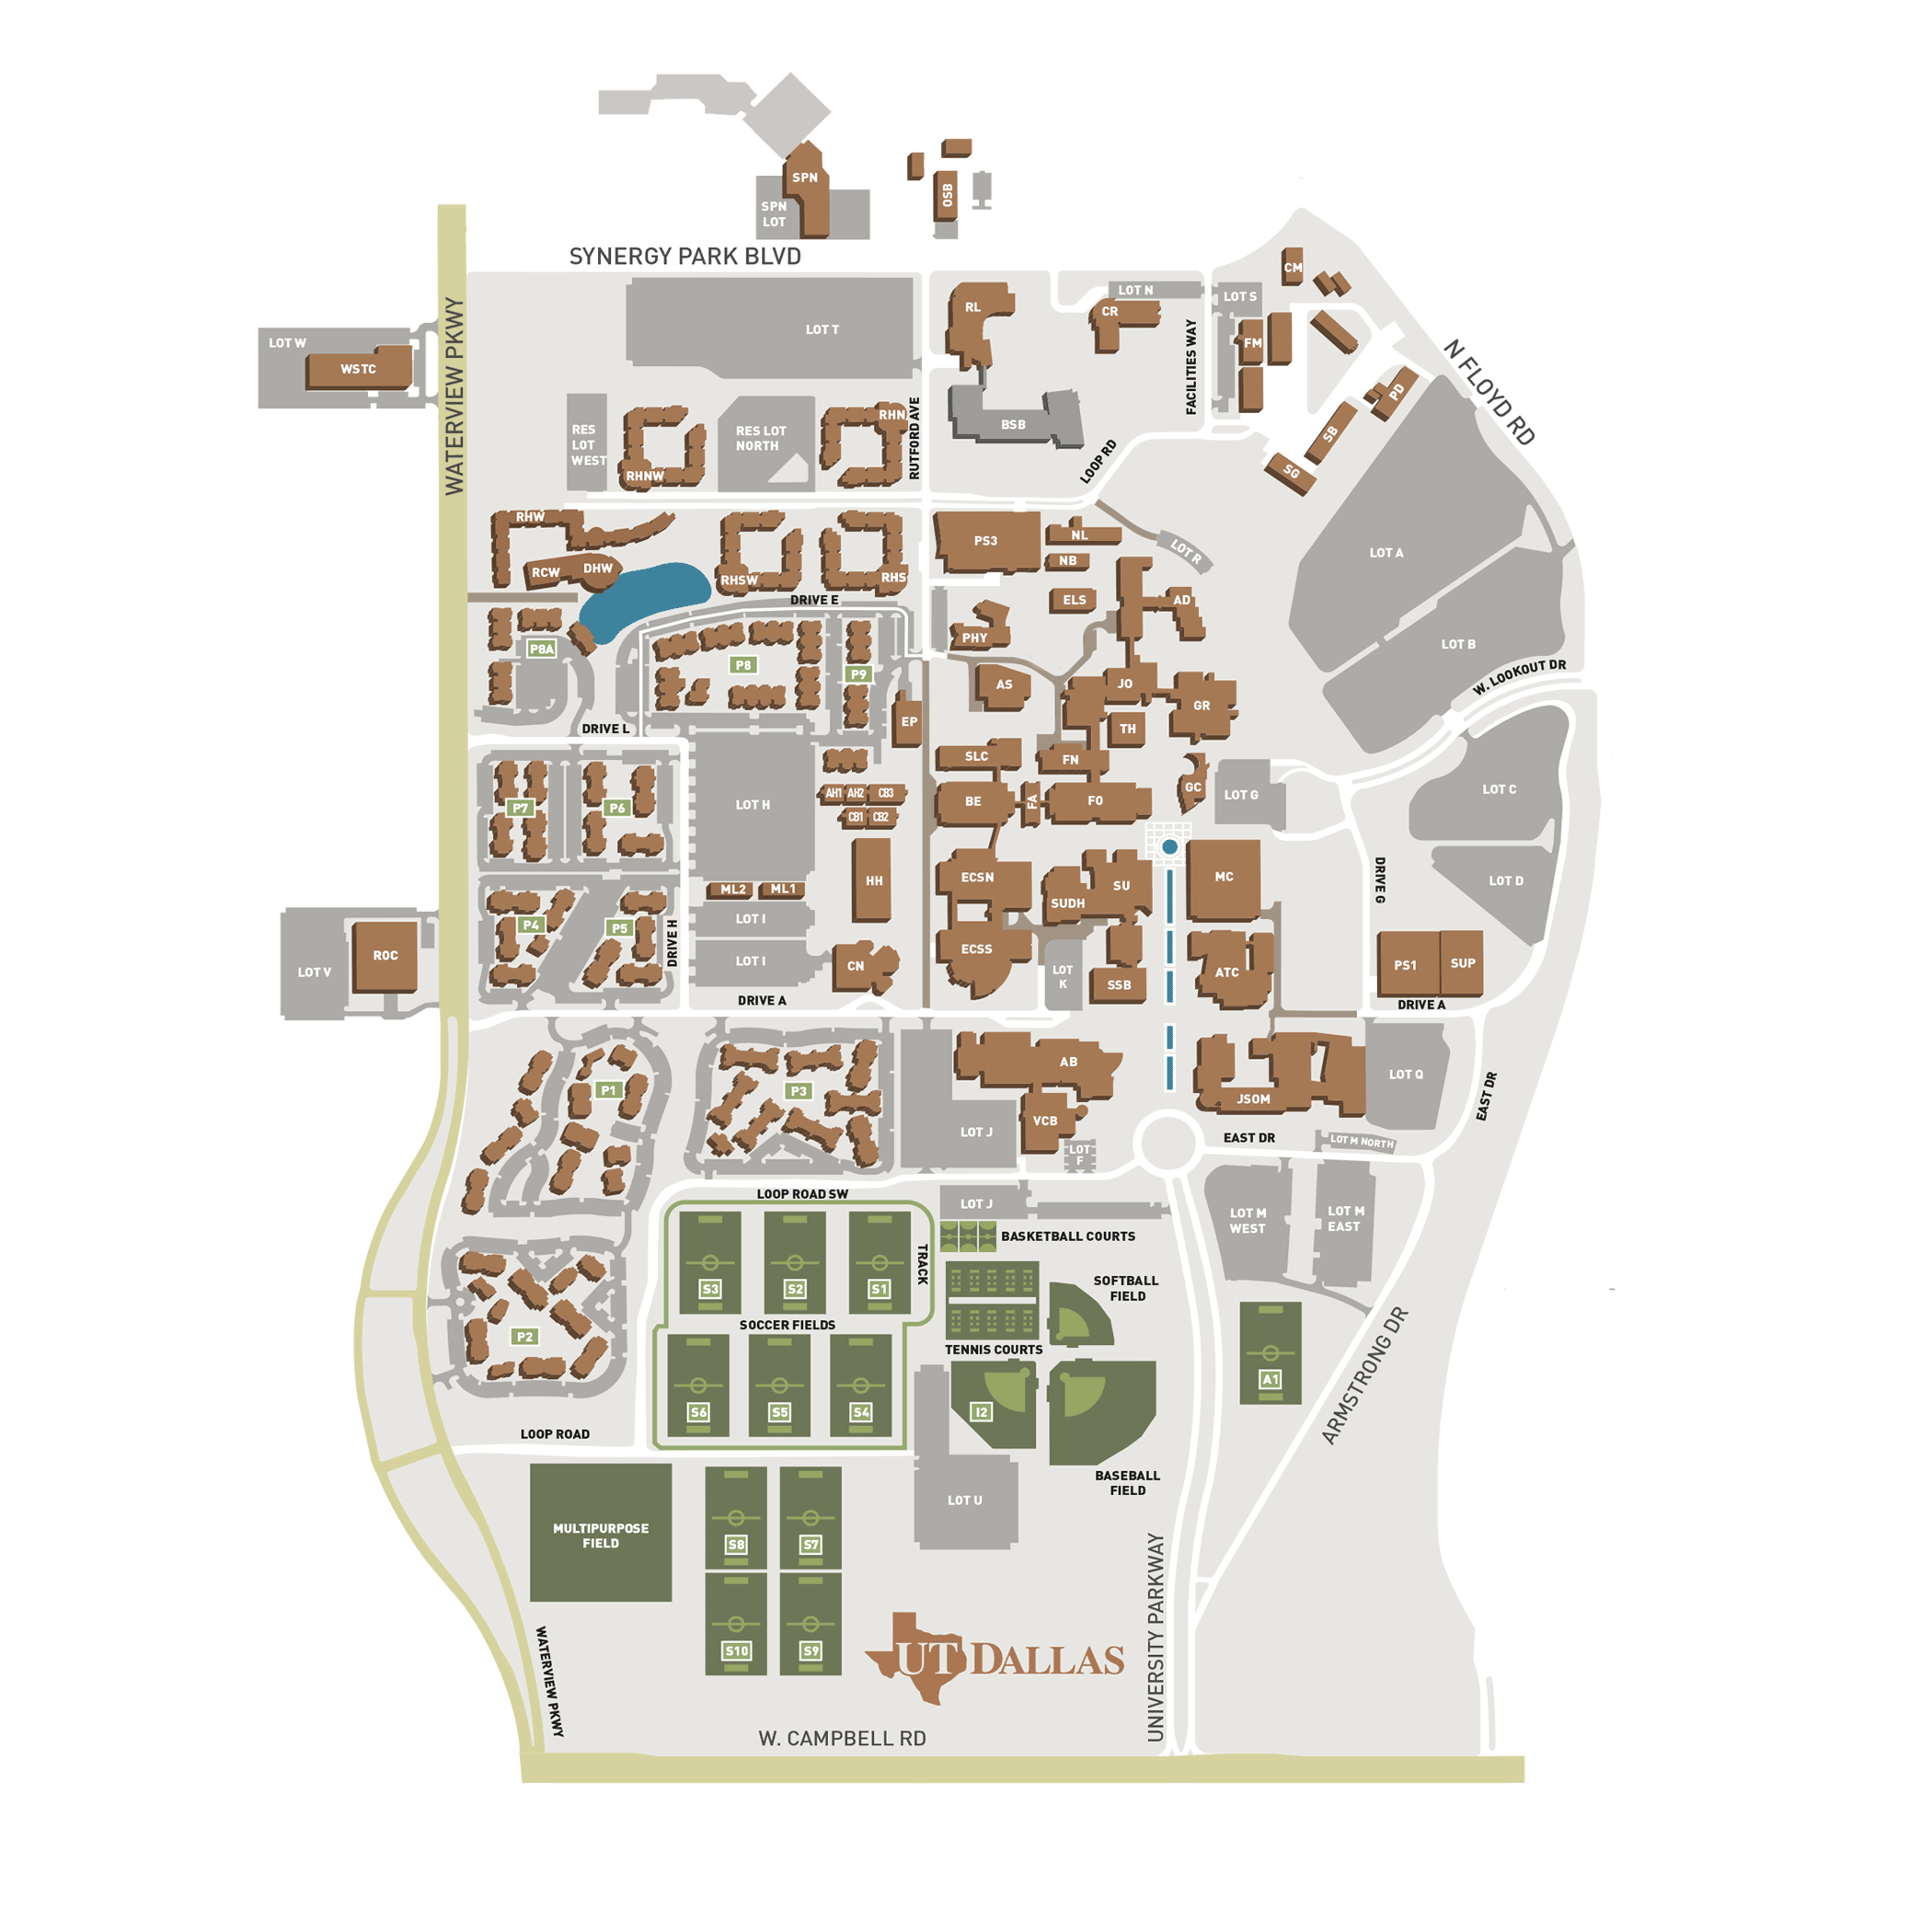 SPN
SPN
LOT
OSB
SYNERGY PARK BLVD
CM
LOT N
LOT S
RL
CR
LOT T
LOT W
WSTC
WATERVIEW PKWY
FACILITIES WAY
FM
N FLOYD RD
PD
RES
LOT
WEST
RHNW
RES LOT
NORTH
RHN
RUTFORD AVE
BSB
LOOP RD
SB
SG
RHW
RCW
DHW
RHSW
RHS
PS3
NL
NB
LOT R
LOT A
DRIVE E
ELS
AD
PHY
LOT B
P8A
P8
P9
AS
JO
GR
W. LOOKOUT DR
EP
TH
DRIVE L
SLC
FN
GC
P7
P6
LOT H
AH1
AH2
CB3
CB1
CB2
BE
FA
FO
LOT G
LOT C
HH
ECSN
SU
SUDH
MC
DRIVE G
LOT D
ML2
ML1
P4
P5
DRIVE H
LOT I
LOT I
CN
ECSS
LOT
K
SSB
ATC
PS1
SUP
LOT V
ROC
DRIVE A
DRIVE A
P1
P3
AB
JSOM
LOT Q
EAST DR
VCB
LOT J
LOT
F
EAST DR
LOT M NORTH
LOOP ROAD SW
LOT J
LOT M
WEST
LOT M
EAST
S3
S2
S1
TRACK
BASKETBALL COURTS
SOFTBALL
FIELD
SOCCER FIELDS
P2
TENNIS COURTS
A1
ARMSTRONG DR
S6
S5
S4
I2
LOOP ROAD
BASEBALL
FIELD
LOT U
MULTIPURPOSE
FIELD
S8
S7
S10
S9
UT DALLAS
UNIVERSITY PARKWAY
WATERVIEW PKWY
W. CAMPBELL RD